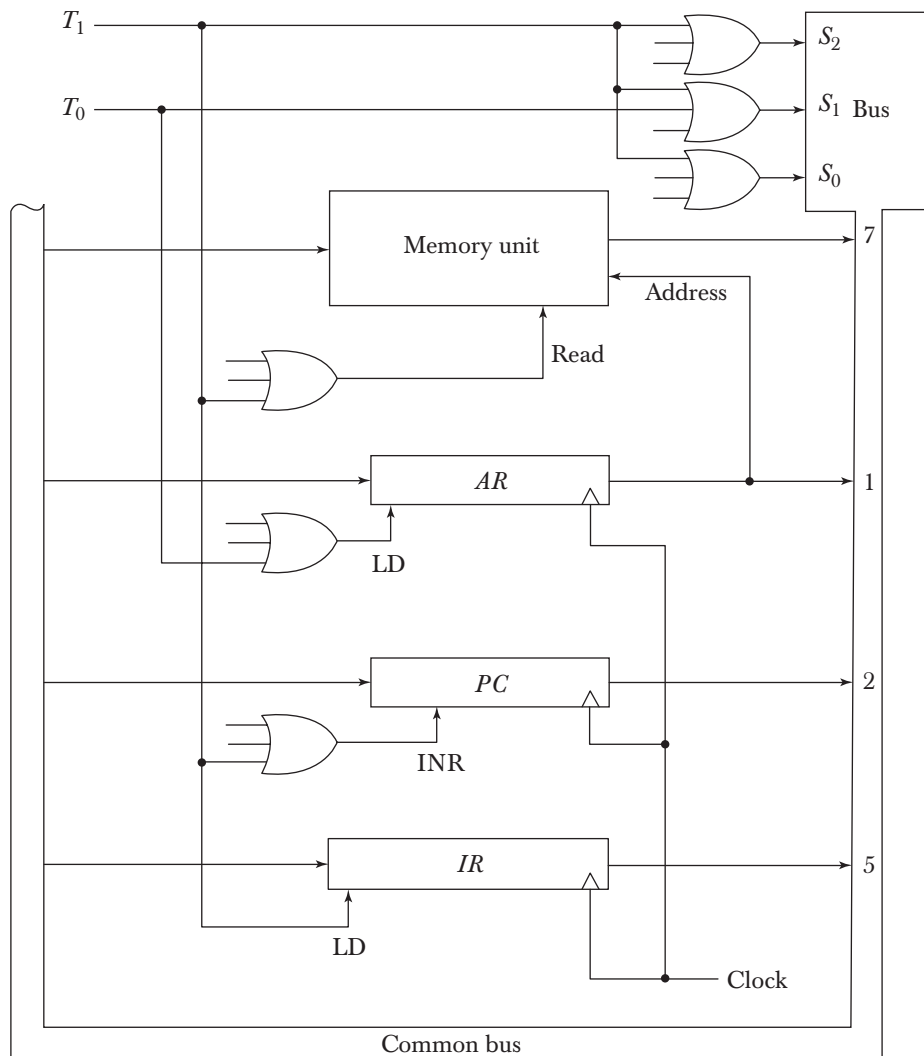 T₁
S₂
T₀
S₁ Bus
S₀
7
Memory unit
Address
Read
AR
1
LD
PC
2
INR
IR
5
LD
Clock
Common bus